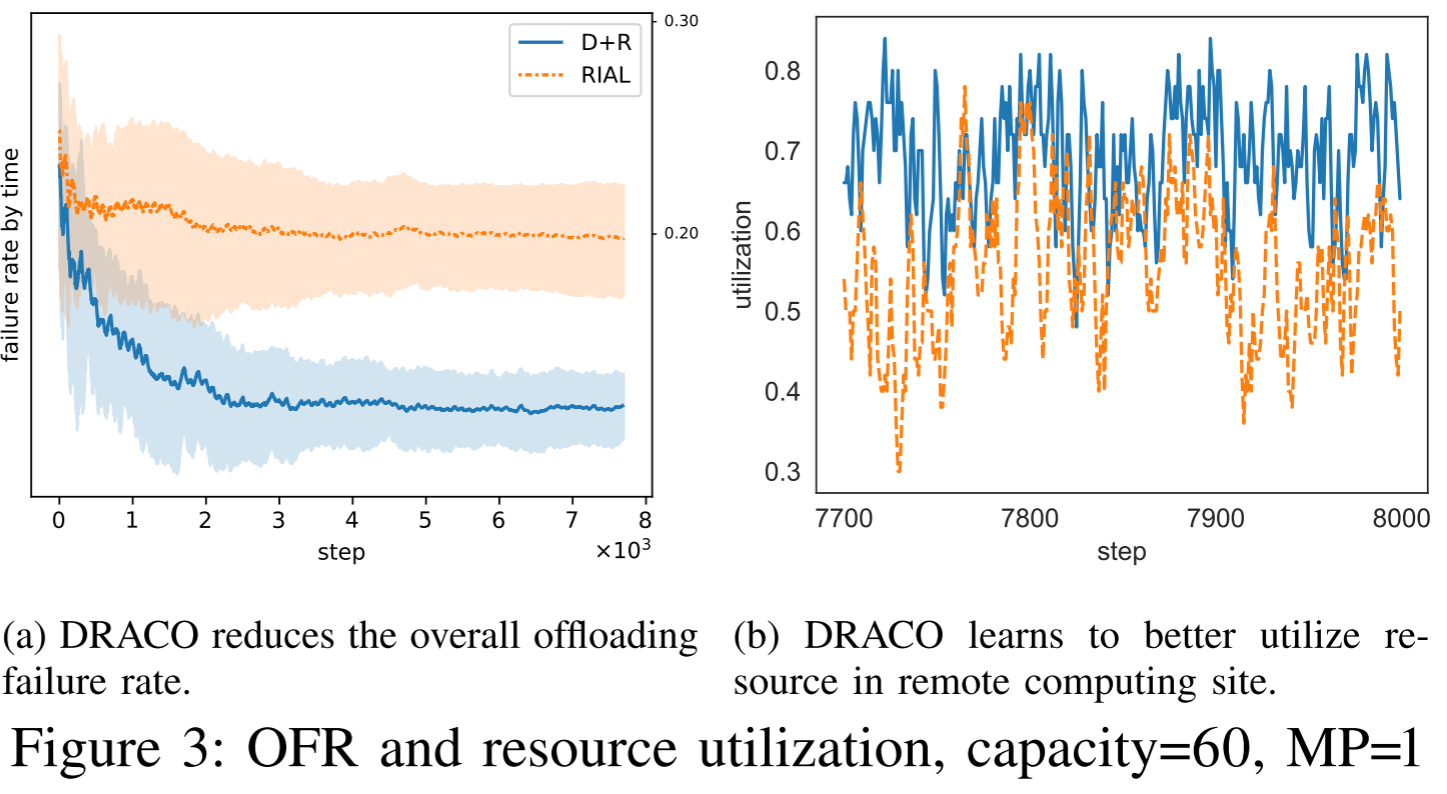 D+R
RIAL
0.30
0.20
failure rate by time
0 1 2 3 4 5 6 7 8
step
×10³
0.8
0.7
0.6
0.5
0.4
0.3
utilization
7700 7800 7900 8000
step
(a) DRACO reduces the overall offloading
failure rate.
(b) DRACO learns to better utilize re-
source in remote computing site.
Figure 3: OFR and resource utilization, capacity=60, MP=1